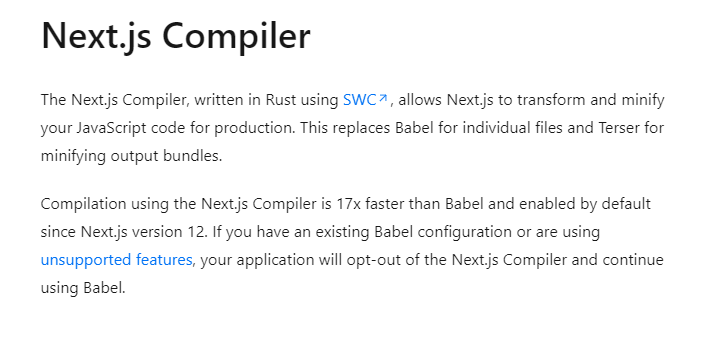 Next.js Compiler
The Next.js Compiler, written in Rust using SWC↗, allows Next.js to transform and minify
your JavaScript code for production. This replaces Babel for individual files and Terser for
minifying output bundles.
Compilation using the Next.js Compiler is 17x faster than Babel and enabled by default
since Next.js version 12. If you have an existing Babel configuration or are using
unsupported features, your application will opt-out of the Next.js Compiler and continue
using Babel.